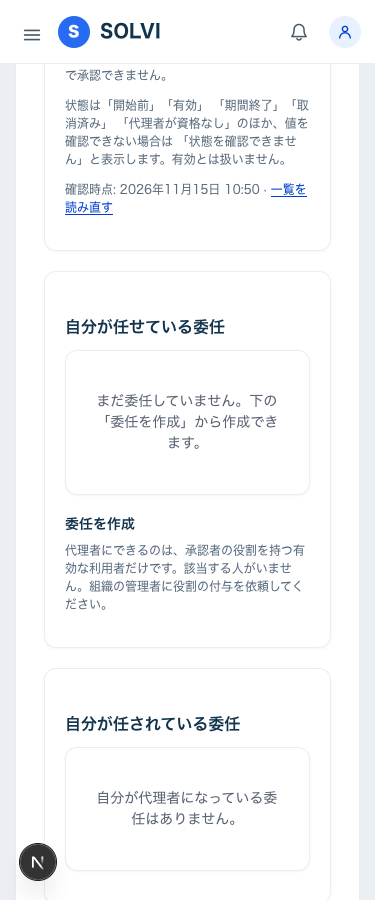 S SOLVI
で承認できません。
状態は「開始前」「有効」 「期間終了」「取
消済み」 「代理者が資格なし」のほか、値を
確認できない場合は 「状態を確認できませ
ん」と表示します。有効とは扱いません。
確認時点: 2026年11月15日 10:50 · 一覧を
読み直す
自分が任せている委任
まだ委任していません。下の
「委任を作成」から作成でき
ます。
委任を作成
代理者にできるのは、承認者の役割を持つ有
効な利用者だけです。該当する人がいませ
ん。組織の管理者に役割の付与を依頼してく
ださい。
自分が任されている委任
自分が代理者になっている委
任はありません。
N